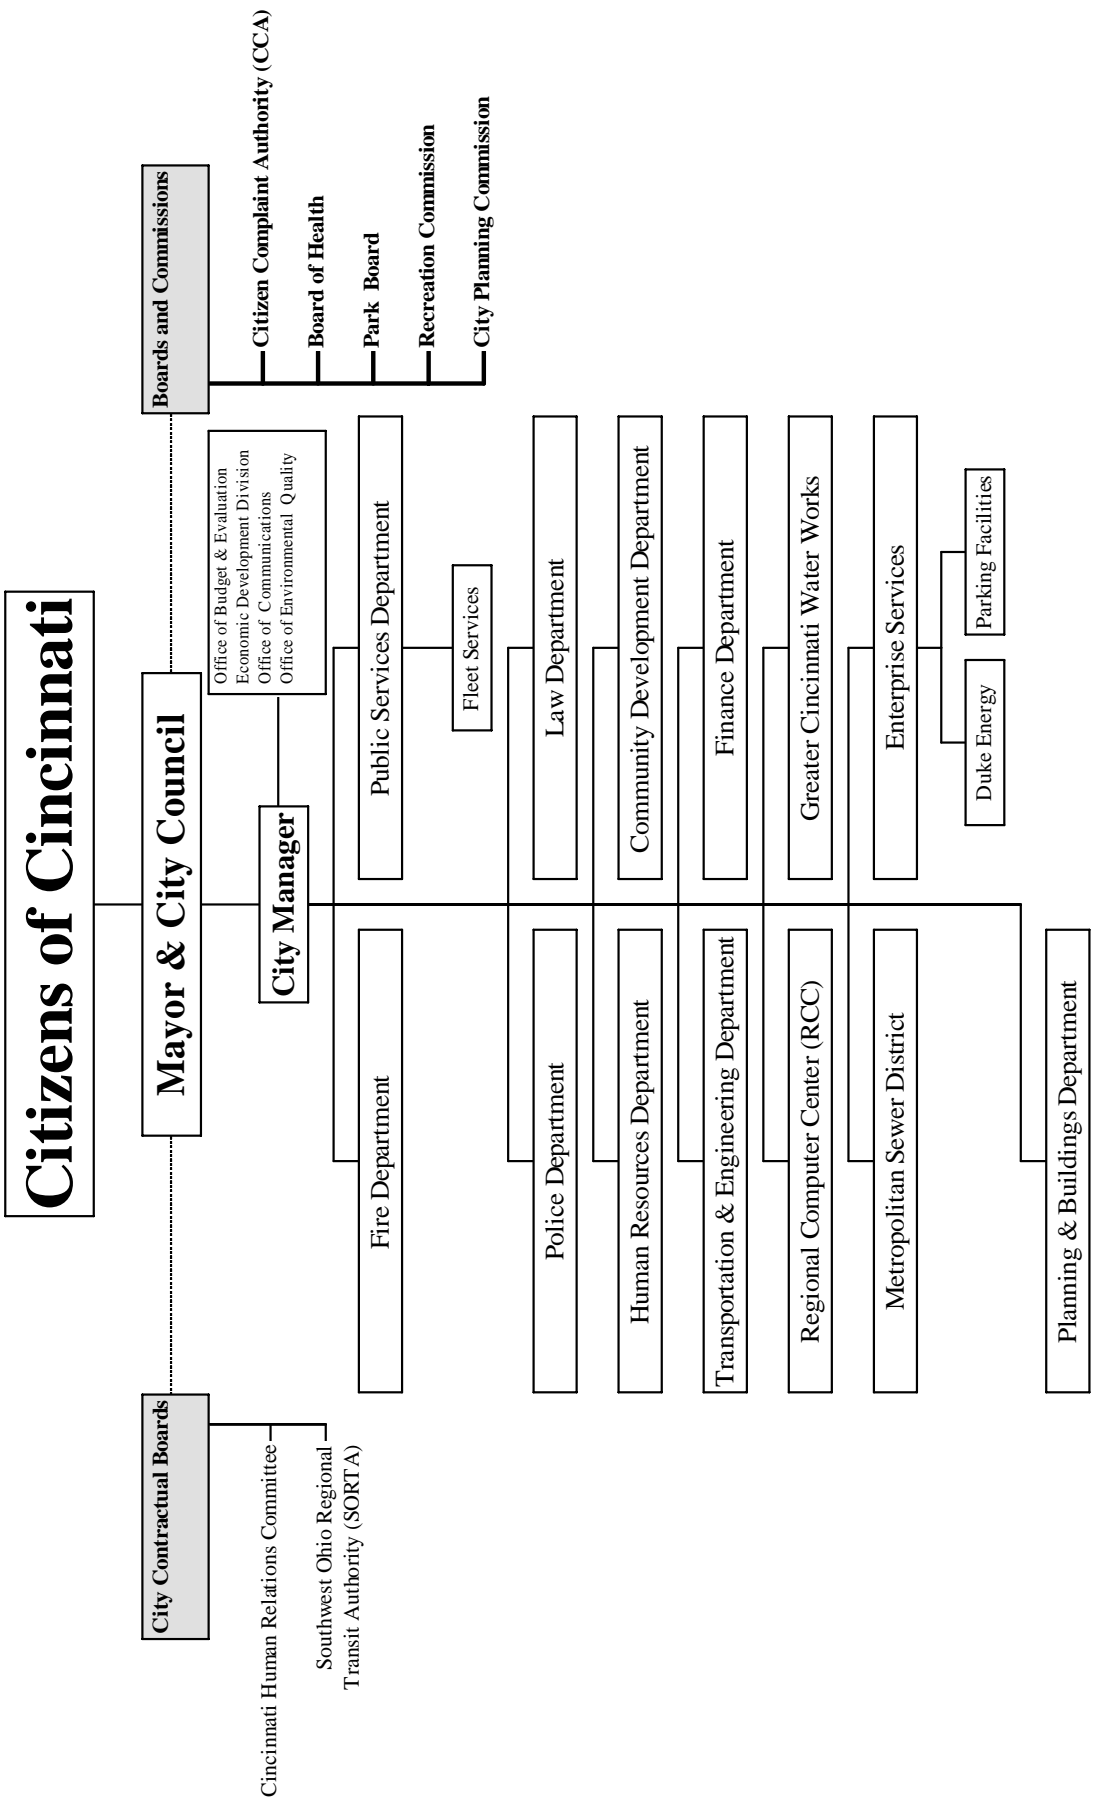 Citizens of Cincinnati
City Contractual Boards
Mayor & City Council
Boards and Commissions
Cincinnati Human Relations Committee
Southwest Ohio Regional
Transit Authority (SORTA)
City Manager
Office of Budget & Evaluation
Economic Development Division
Office of Communications
Office of Environmental Quality
Citizen Complaint Authority (CCA)
Board of Health
Park Board
Recreation Commission
City Planning Commission
Fire Department
Public Services Department
Fleet Services
Police Department
Law Department
Human Resources Department
Community Development Department
Transportation & Engineering Department
Finance Department
Regional Computer Center (RCC)
Greater Cincinnati Water Works
Metropolitan Sewer District
Enterprise Services
Duke Energy
Parking Facilities
Planning & Buildings Department